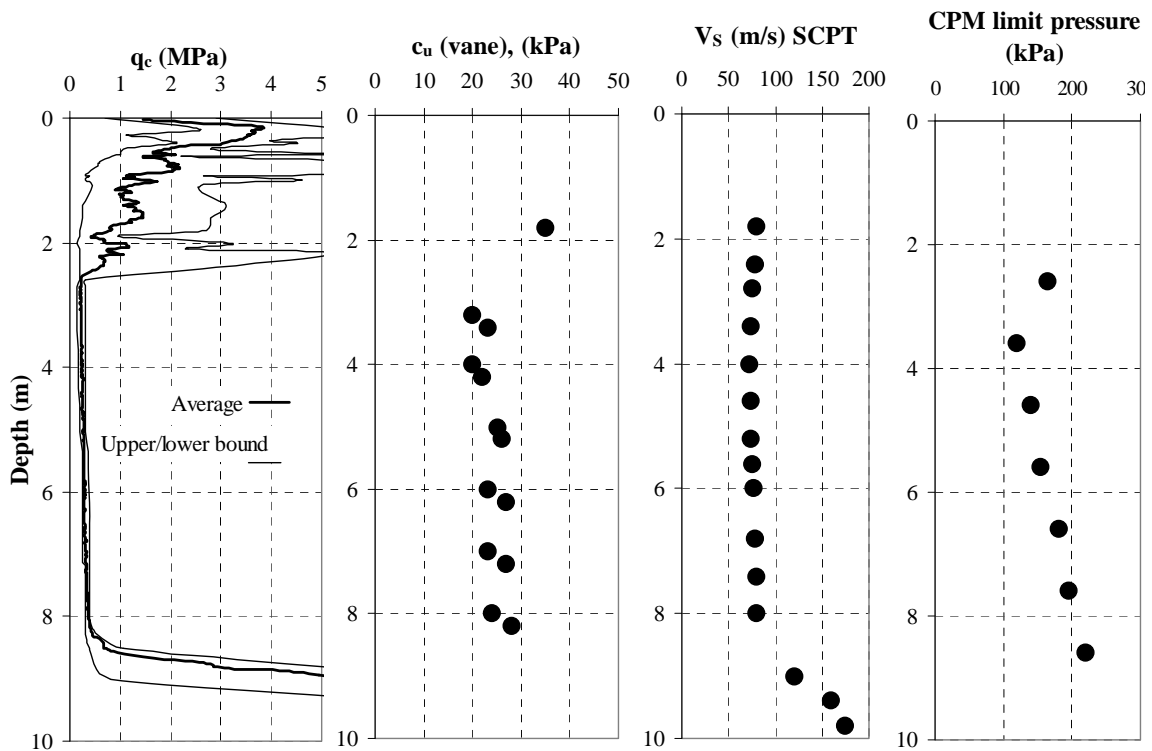 q_c (MPa)
0 1 2 3 4 5
Depth (m)
0
2
4
6
8
10
Average
Upper/lower bound
c_u (vane), (kPa)
0 10 20 30 40 50
0
2
4
6
8
10
V_S (m/s) SCPT
0 50 100 150 200
0
2
4
6
8
10
CPM limit pressure
(kPa)
0 100 200 30
0
2
4
6
8
10